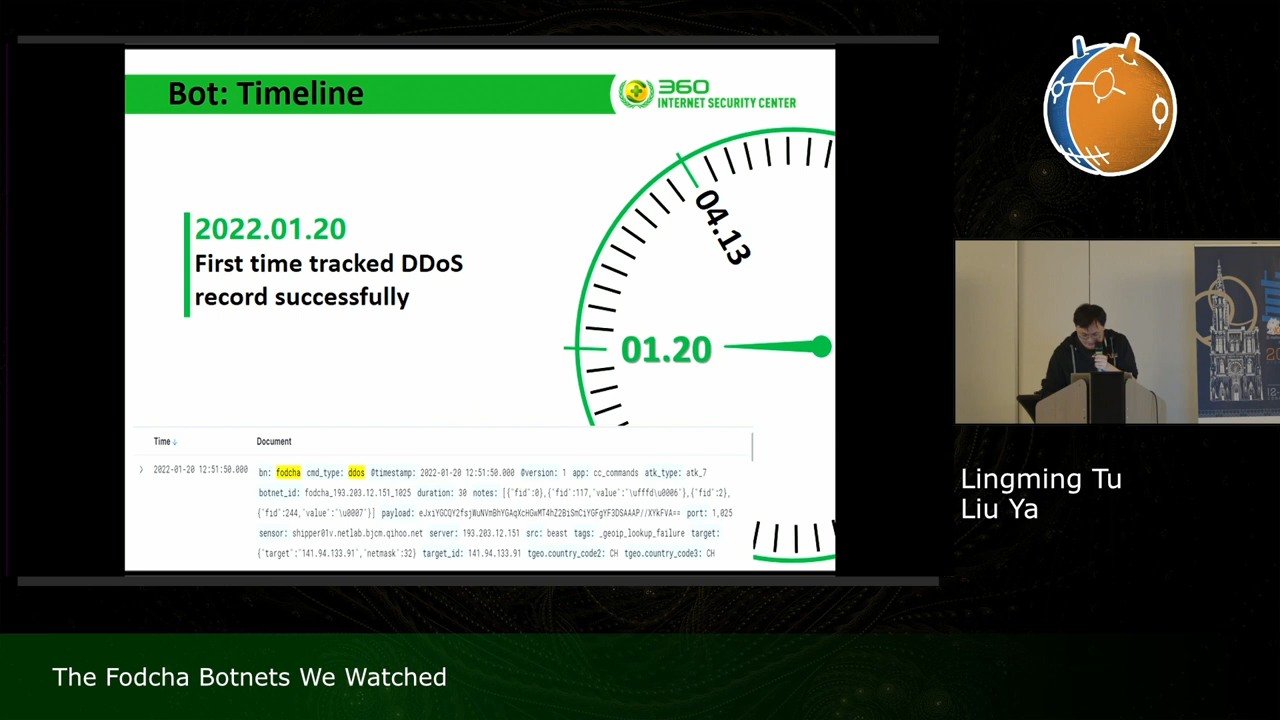 Bot: Timeline
360
INTERNET SECURITY CENTER
2022.01.20
First time tracked DDoS
record successfully
04.13
01.20
Time↓
Document
2022-01-20 12:51:50.000
bn: fodcha cmd_type: ddos @timestamp: 2022-01-20 12:51:50.000 @version: 1 app: cc_commands atk_type: atk_7
botnet_id: fodcha_193.203.12.151_1025 duration: 30 notes: [{"fid":0},{"fid":117,"value":"\ufffd\u0006"},{"fid":2},
{"fid":244,"value":"\u0007"}] payload: port: 1,025
sensor: shipper01v.netlab.bjcm.qihoo.net server: 193.203.12.151 src: beast tags: _geoip_lookup_failure target:
{"target":"141.94.133.91","netmask":32} target_id: 141.94.133.91 tgeo.country_code2: CH tgeo.country_code3: CH
Lingming Tu
Liu Ya
The Fodcha Botnets We Watched